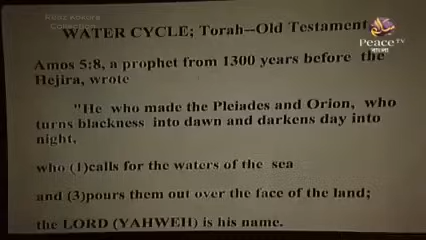 Riaz Kokura
Collection
WATER CYCLE; Torah--Old Testament
Peace TV
বাংলা
Amos 5:8, a prophet from 1300 years before the
Hejira, wrote
"He who made the Pleiades and Orion, who
turns blackness into dawn and darkens day into
night,
who (1)calls for the waters of the sea
and (3)pours them out over the face of the land;
the LORD (YAHWEH) is his name.